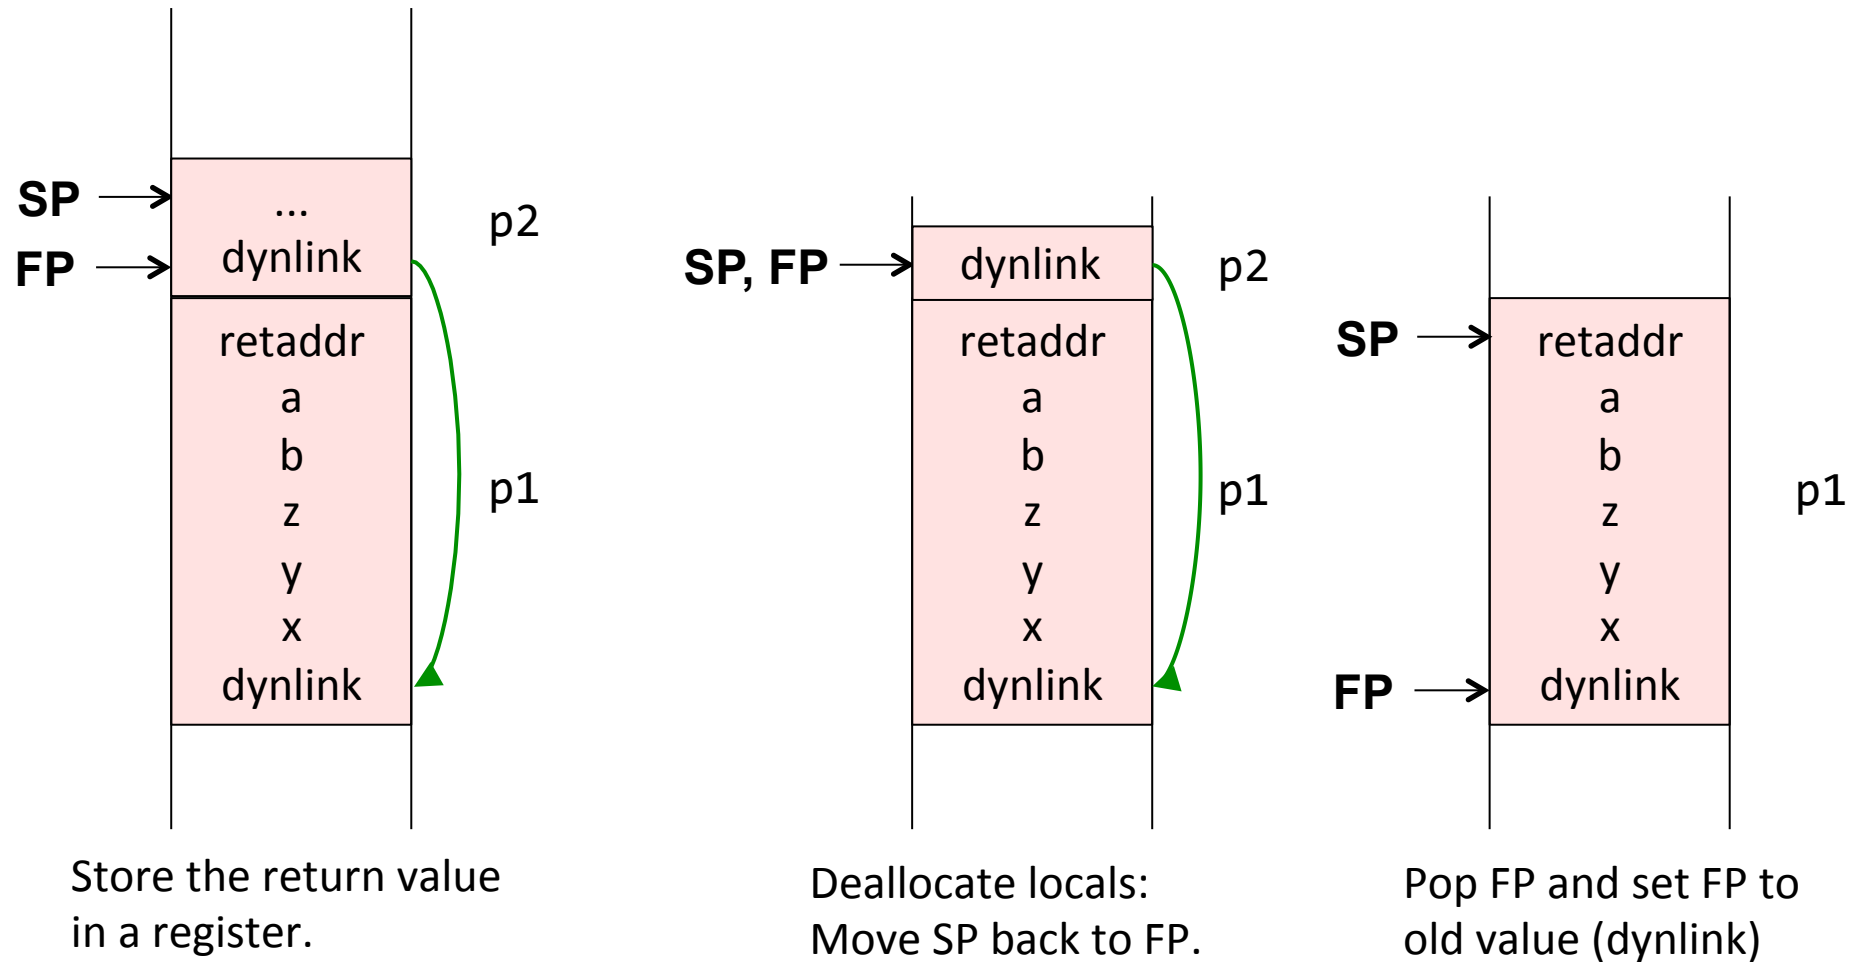 SP
...
p2
FP
dynlink
retaddr
a
b
p1
z
y
x
dynlink
Store the return value
in a register.
SP, FP
dynlink
p2
retaddr
a
b
p1
z
y
x
dynlink
Deallocate locals:
Move SP back to FP.
SP
retaddr
a
b
p1
z
y
x
FP
dynlink
Pop FP and set FP to
old value (dynlink)